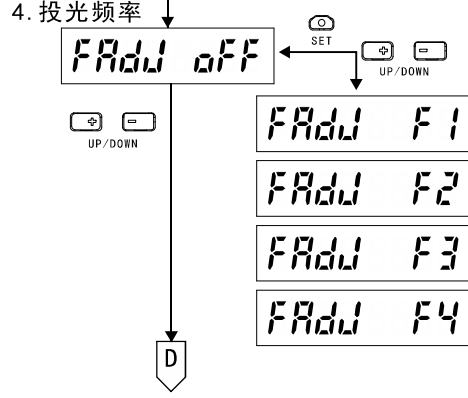 4.投光频率
FAdJ oFF
SET
UP/DOWN
UP/DOWN
FAdJ F1
FAdJ F2
FAdJ F3
FAdJ F4
D